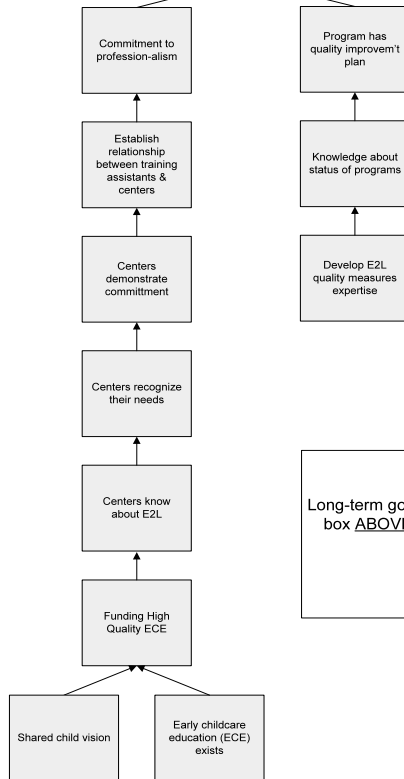 Commitment to
profession-alism
Program has
quality improvem't
plan
Establish
relationship
between training
assistants &
centers
Knowledge about
status of programs
Centers
demonstrate
committment
Develop E2L
quality measures
expertise
Centers recognize
their needs
Centers know
about E2L
Long-term go
box ABOV
Funding High
Quality ECE
Shared child vision
Early childcare
education (ECE)
exists